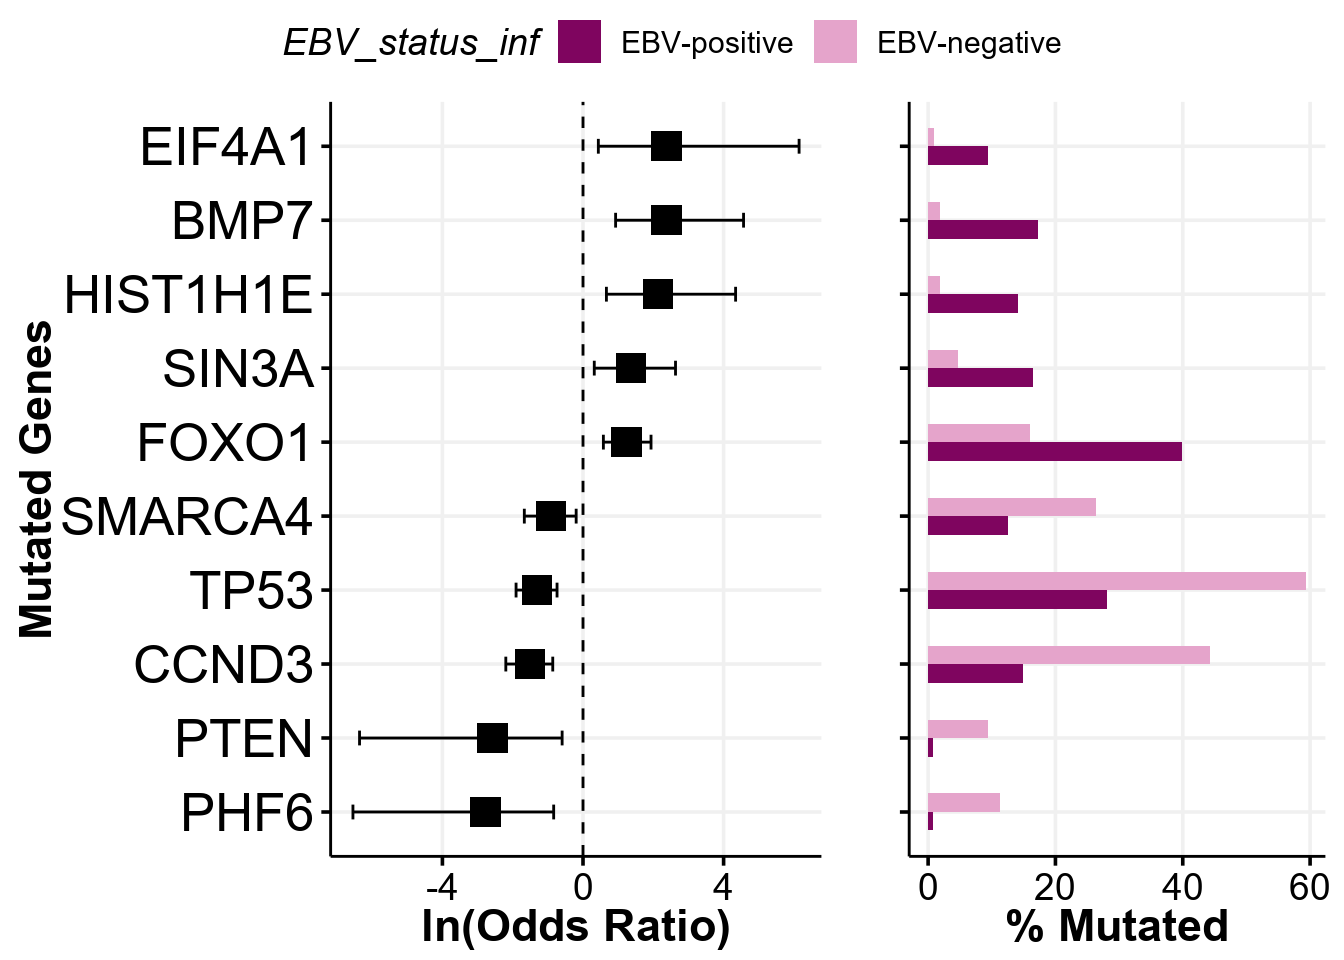 EBV_status_inf EBV-positive EBV-negative
EIF4A1
BMP7
HIST1H1E
SIN3A
FOXO1
SMARCA4
TP53
CCND3
PTEN
PHF6
Mutated Genes
-4 0 4
ln(Odds Ratio)
0 20 40 60
% Mutated